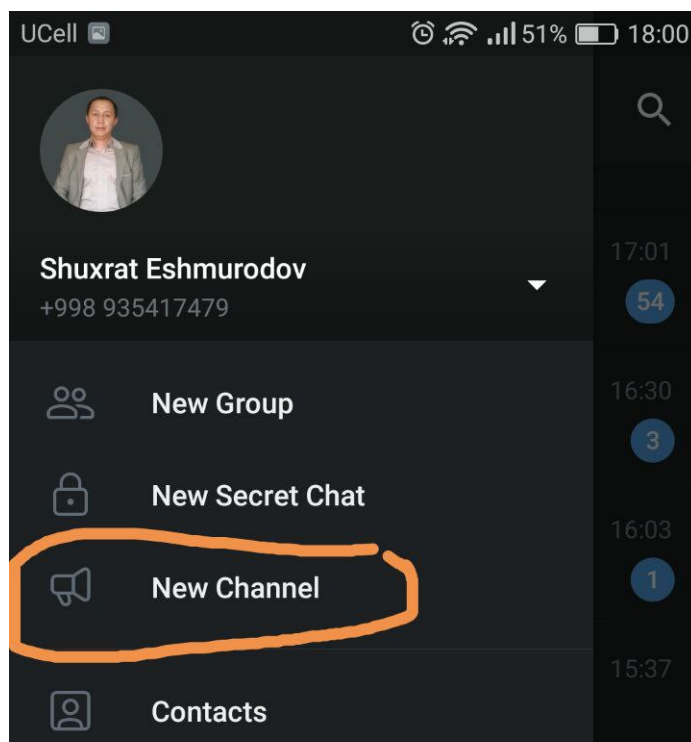 UCell 51% 18:00
Shuxrat Eshmurodov
+998 935417479
17:01
54
New Group
16:30
3
New Secret Chat
16:03
New Channel
1
15:37
Contacts